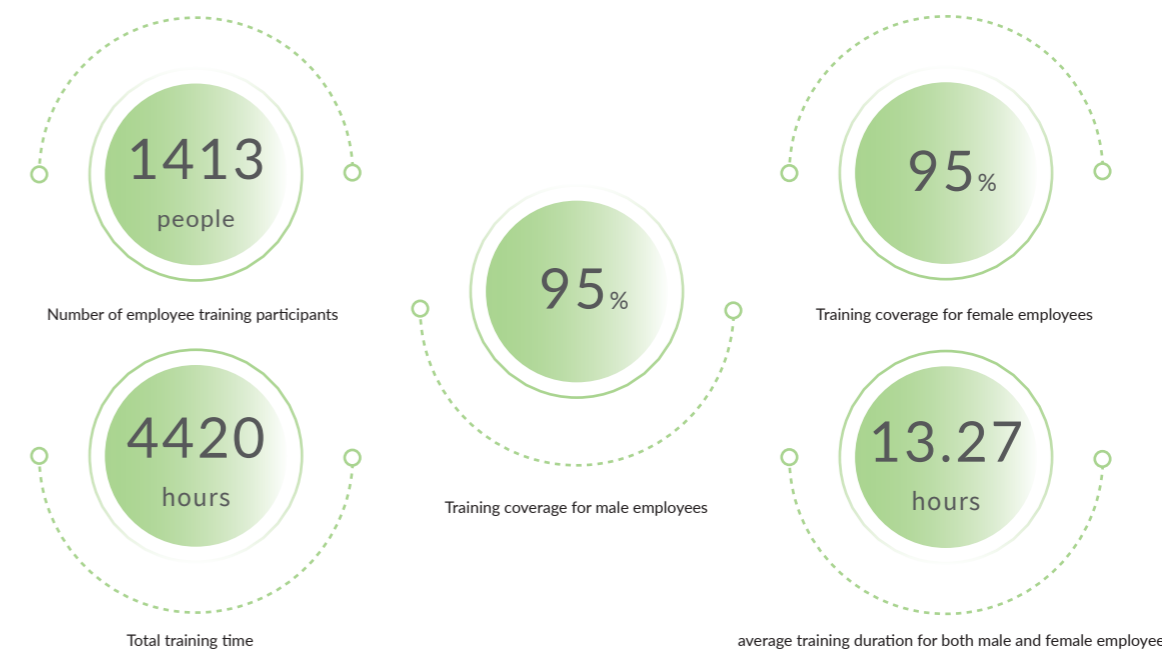 1413
people
Number of employee training participants
4420
hours
Total training time
95%
Training coverage for male employees
95%
Training coverage for female employees
13.27
hours
average training duration for both male and female employee